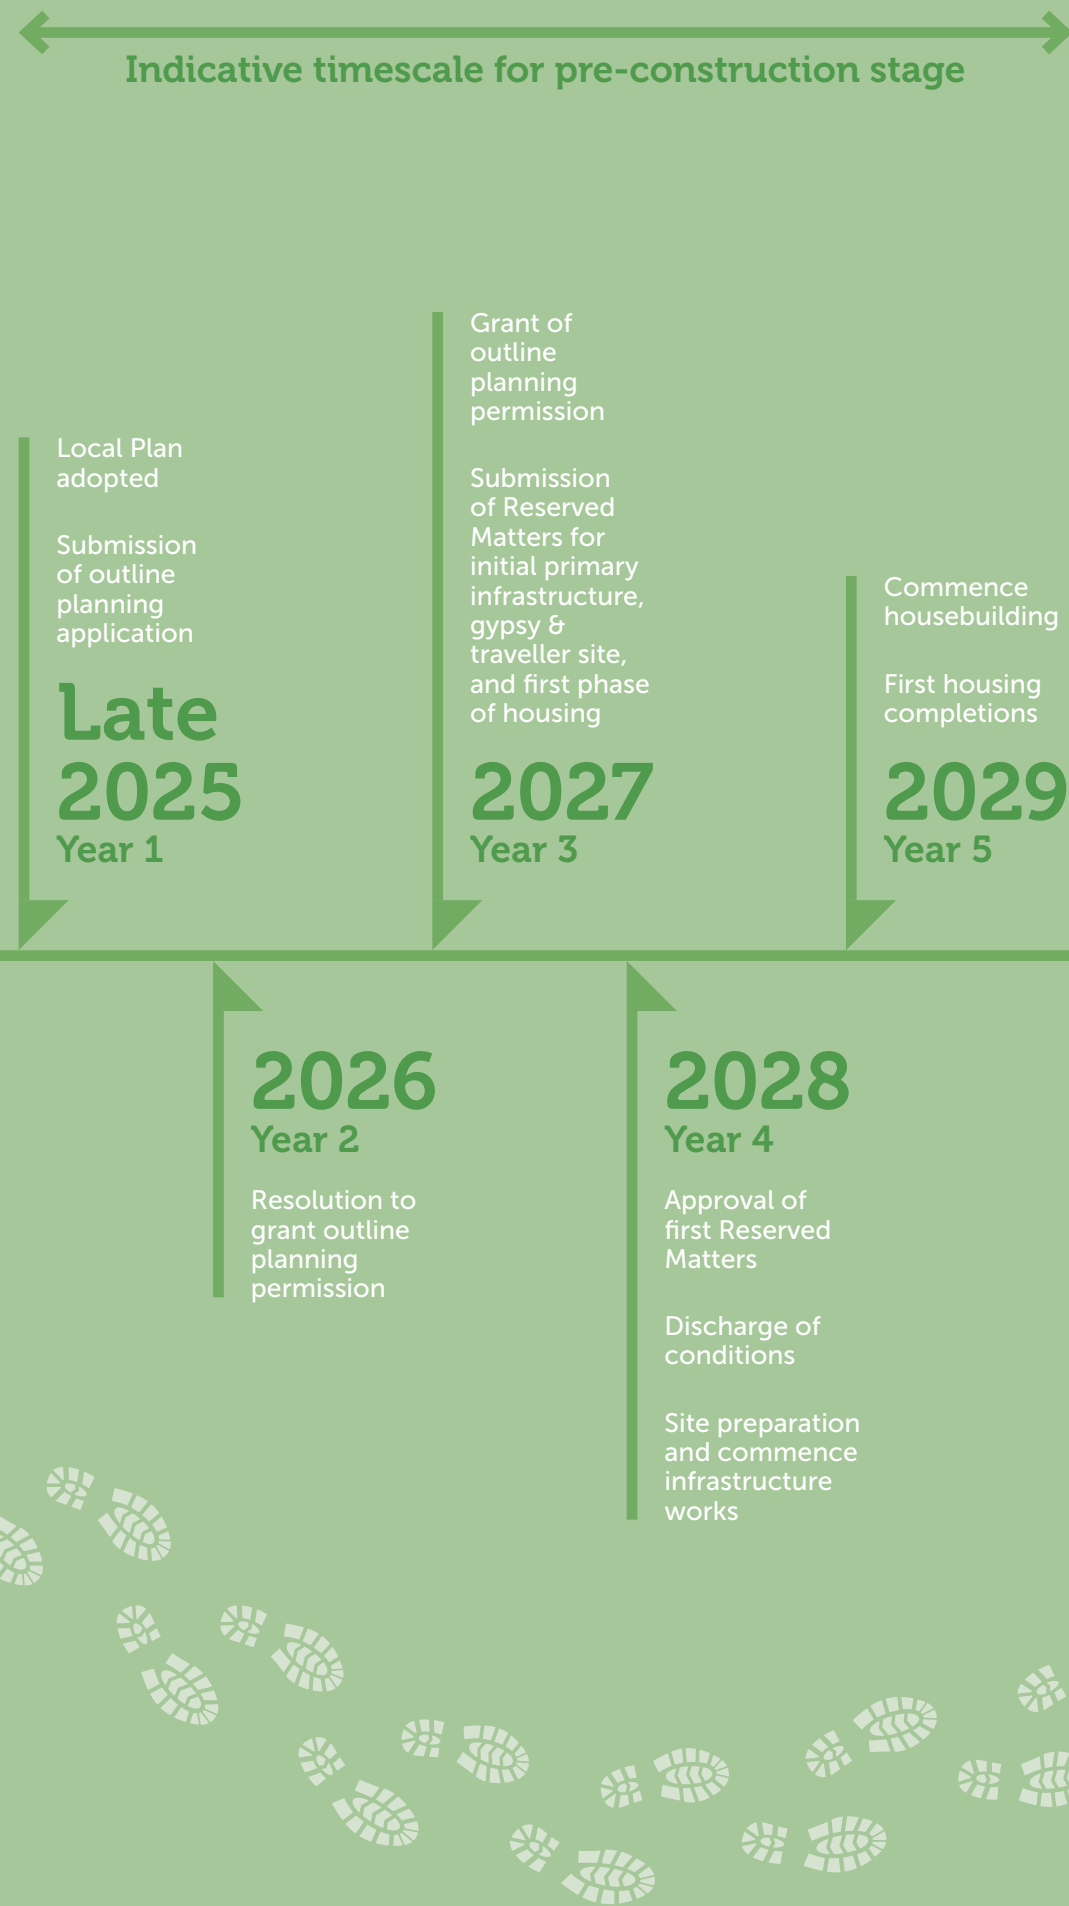 Indicative timescale for pre-construction stage
Local Plan
adopted
Submission
of outline
planning
application
Late
2025
Year 1
2026
Year 2
Resolution to
grant outline
planning
permission
Grant of
outline
planning
permission
Submission
of Reserved
Matters for
initial primary
infrastructure,
gypsy &
traveller site,
and first phase
of housing
2027
Year 3
2028
Year 4
Approval of
first Reserved
Matters
Discharge of
conditions
Site preparation
and commence
infrastructure
works
Commence
housebuilding
First housing
completions
2029
Year 5